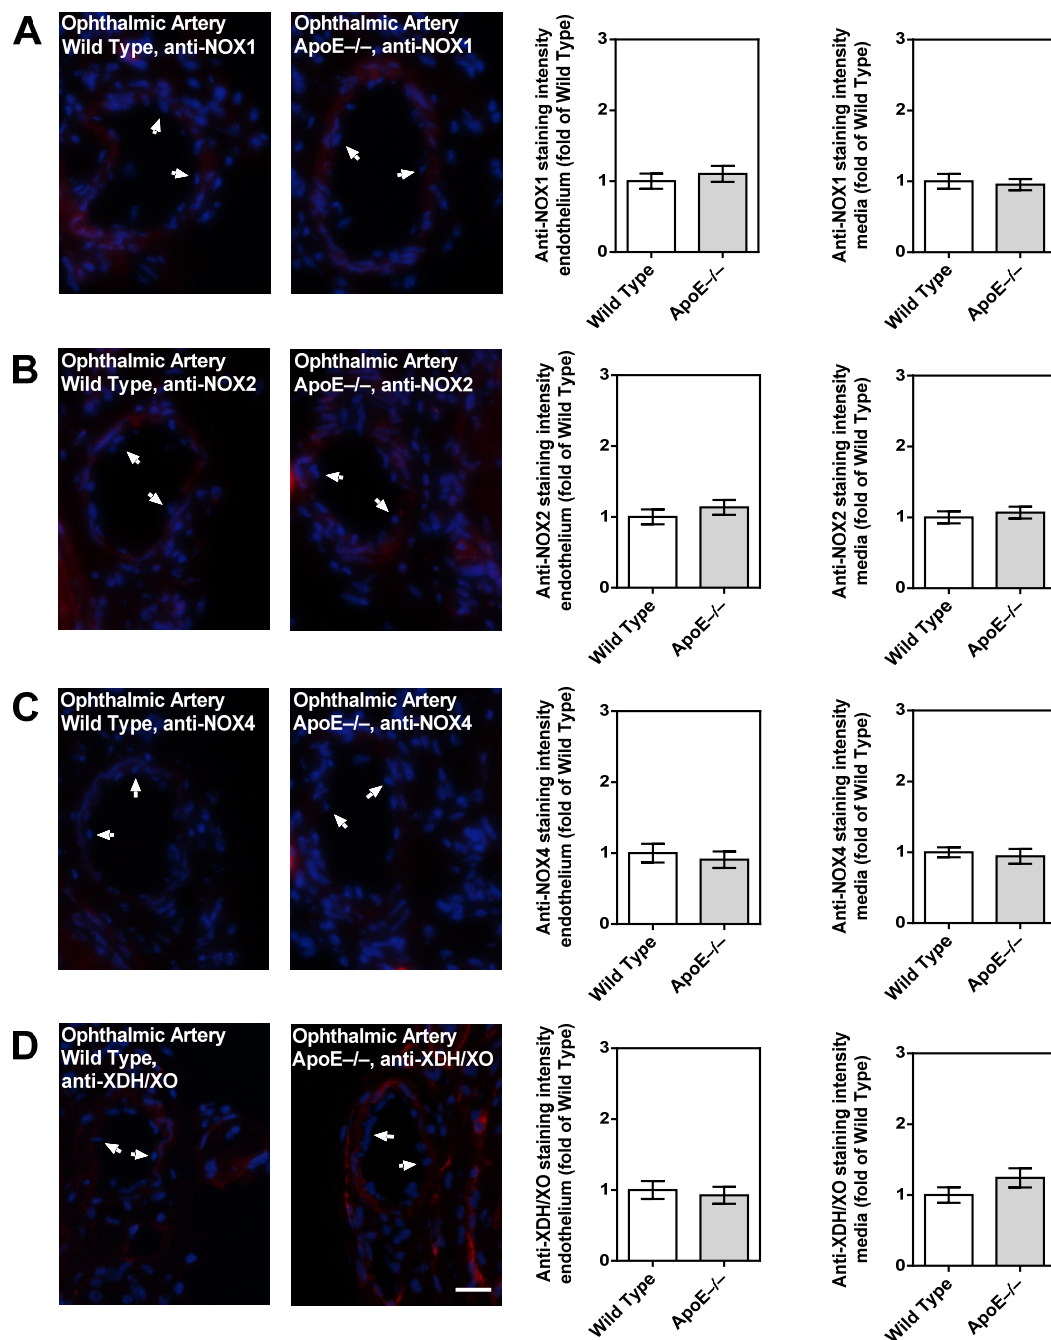 A
Ophthalmic Artery
Wild Type, anti-NOX1
Ophthalmic Artery
ApoE–/–, anti-NOX1
Anti-NOX1 staining intensity
endothelium (fold of Wild Type)
3
2
1
0
Wild Type
ApoE–/–
Anti-NOX1 staining intensity
media (fold of Wild Type)
3
2
1
0
Wild Type
ApoE–/–
B
Ophthalmic Artery
Wild Type, anti-NOX2
Ophthalmic Artery
ApoE–/–, anti-NOX2
Anti-NOX2 staining intensity
endothelium (fold of Wild Type)
3
2
1
0
Wild Type
ApoE–/–
Anti-NOX2 staining intensity
media (fold of Wild Type)
3
2
1
0
Wild Type
ApoE–/–
C
Ophthalmic Artery
Wild Type, anti-NOX4
Ophthalmic Artery
ApoE–/–, anti-NOX4
Anti-NOX4 staining intensity
endothelium (fold of Wild Type)
3
2
1
0
Wild Type
ApoE–/–
Anti-NOX4 staining intensity
media (fold of Wild Type)
3
2
1
0
Wild Type
ApoE–/–
D
Ophthalmic Artery
Wild Type,
anti-XDH/XO
Ophthalmic Artery
ApoE–/–, anti-XDH/XO
Anti-XDH/XO staining intensity
endothelium (fold of Wild Type)
3
2
1
0
Wild Type
ApoE–/–
Anti-XDH/XO staining intensity
media (fold of Wild Type)
3
2
1
0
Wild Type
ApoE–/–